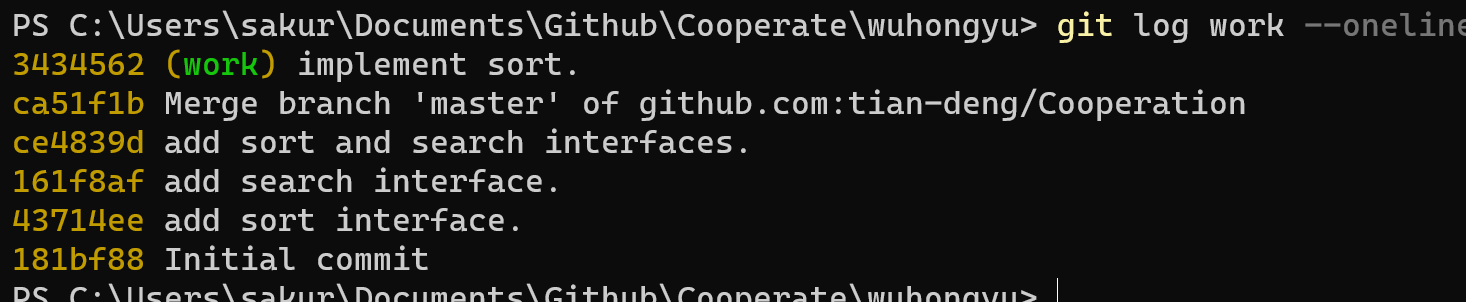 PS C:\Users\sakur\Documents\Github\Cooperate\wuhongyu> git log work --oneline
3434562 (work) implement sort.
ca51f1b Merge branch 'master' of github.com:tian-deng/Cooperation
ce4839d add sort and search interfaces.
161f8af add search interface.
43714ee add sort interface.
181bf88 Initial commit
PS C:\Users\sakur\Documents\Github\Cooperate\wuhongyu>